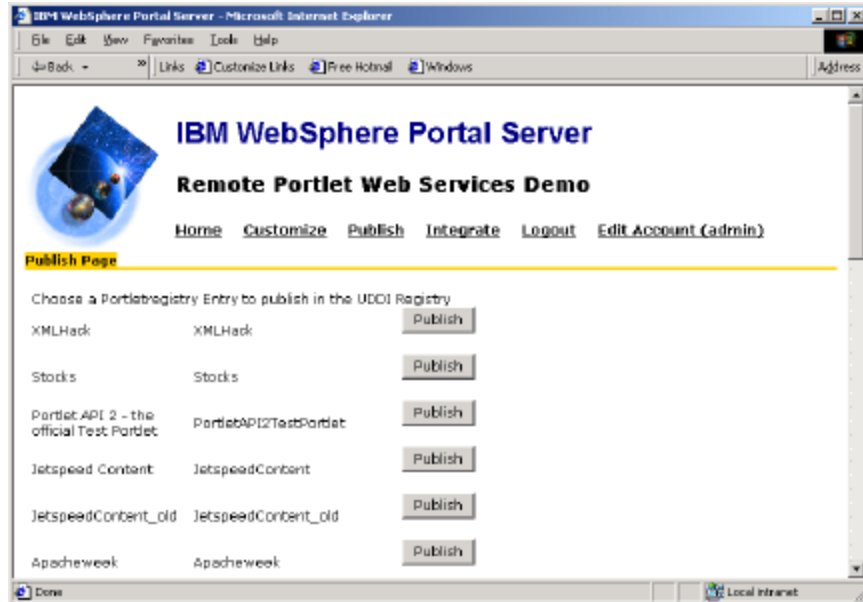 IBM WebSphere Portal Server - Microsoft Internet Explorer
File Edit View Favorites Tools Help
Back » Links Customize Links Free Hotmail Windows Address
IBM WebSphere Portal Server
Remote Portlet Web Services Demo
Home Customize Publish Integrate Logout Edit Account (admin)
Publish Page
Choose a Portletregistry Entry to publish in the UDDI Registry
XMLHack XMLHack Publish
Stocks Stocks Publish
Portlet API 2 - the
official Test Portlet PortletAPI2TestPortlet Publish
Jetspeed Content JetspeedContent Publish
JetspeedContent_old JetspeedContent_old Publish
Apacheweek Apacheweek Publish
Done Local intranet